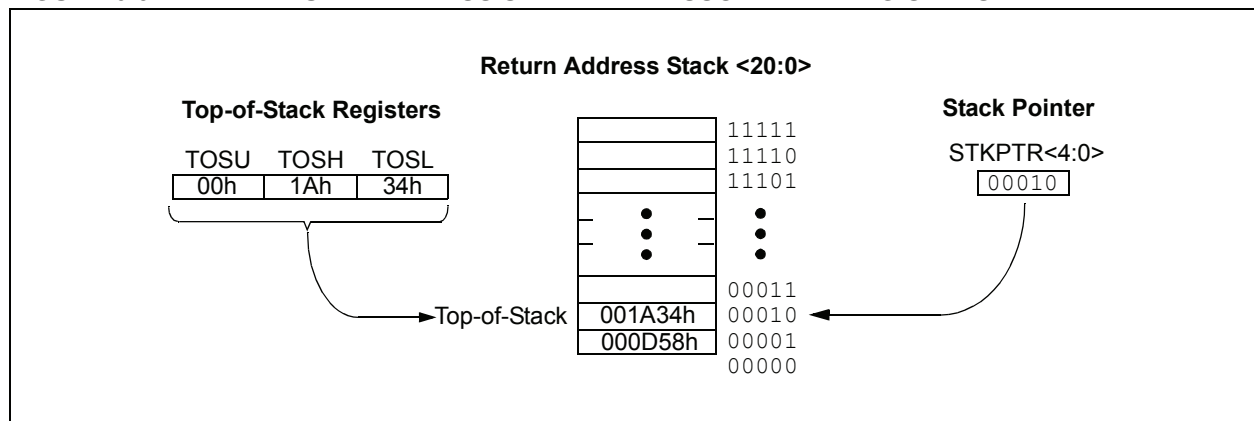 Return Address Stack <20:0>
Top-of-Stack Registers
Stack Pointer
TOSU TOSH TOSL
STKPTR<4:0>
00h 1Ah 34h
00010
11111
11110
11101
00011
Top-of-Stack 001A34h 00010
000D58h 00001
00000